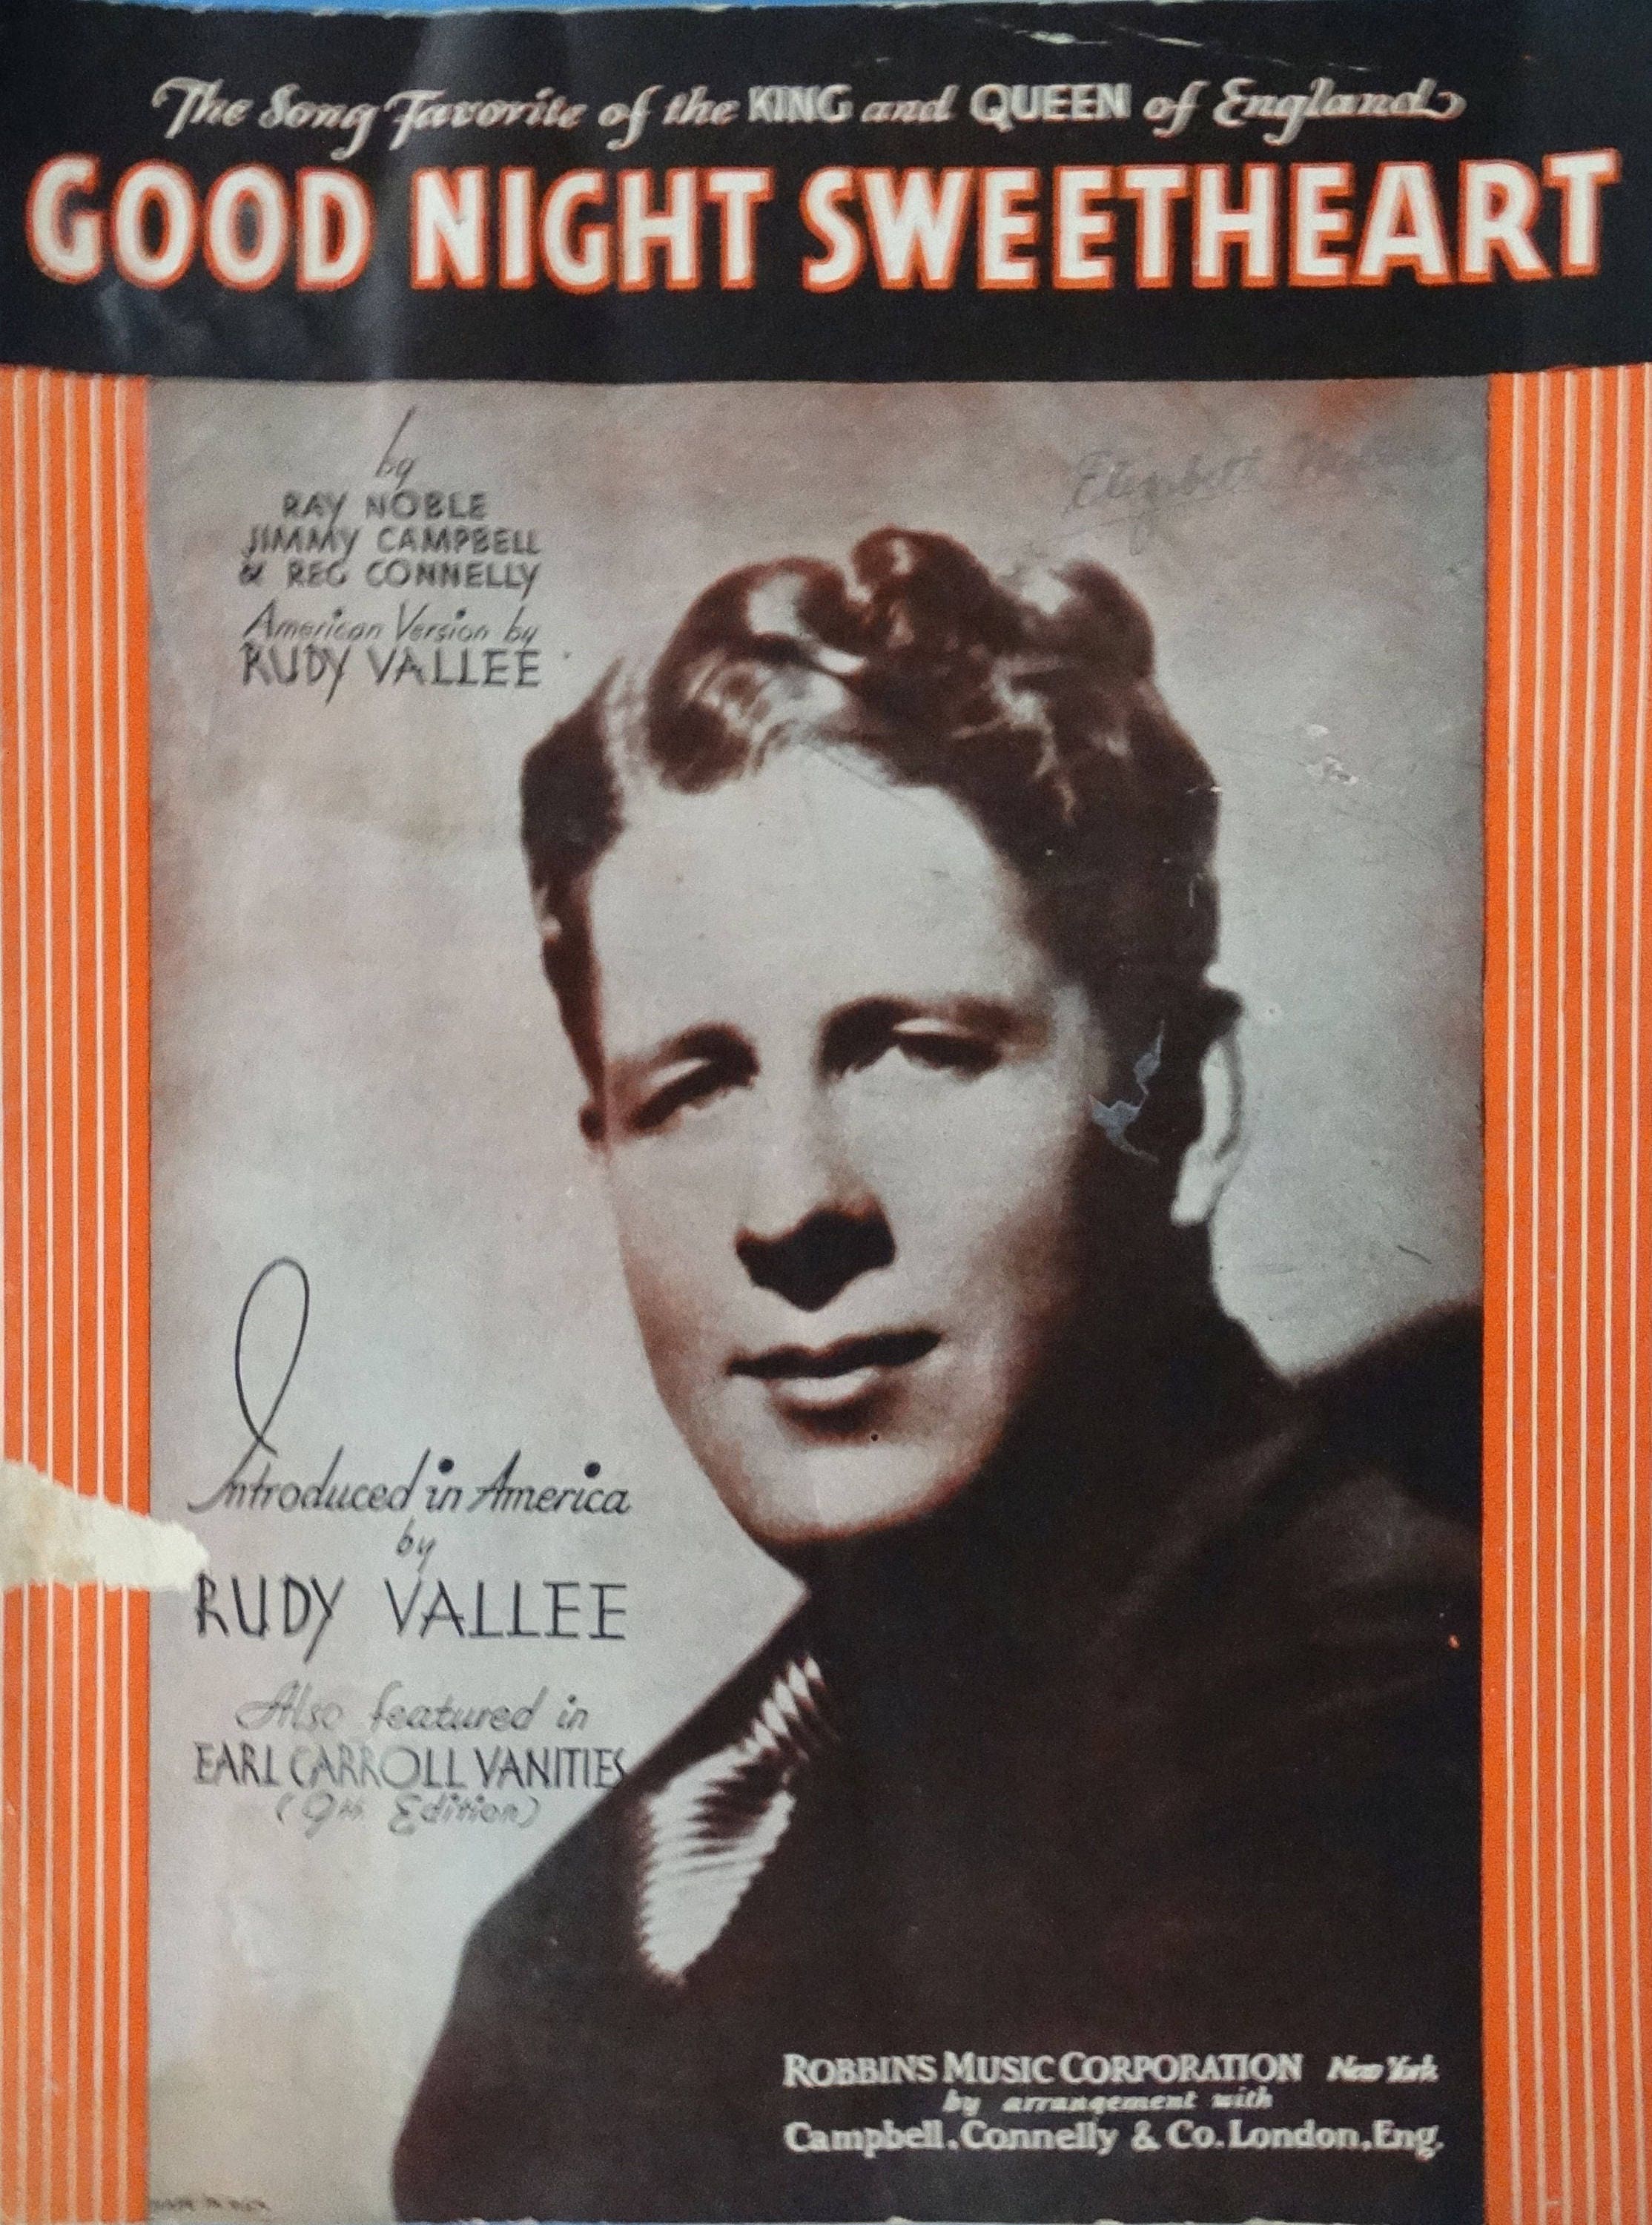 The Song Favorite of the KING and QUEEN of England
GOOD NIGHT SWEETHEART
by
RAY NOBLE
JIMMY CAMPBELL
& REG CONNELLY
American Version by
RUDY VALLEE
Elizabeth
Introduced in America
by
RUDY VALLEE
Also featured in
EARL CARROLL VANITIES
(9th Edition)
ROBBINS MUSIC CORPORATION New York
by arrangement with
Campbell, Connelly & Co. London, Eng.